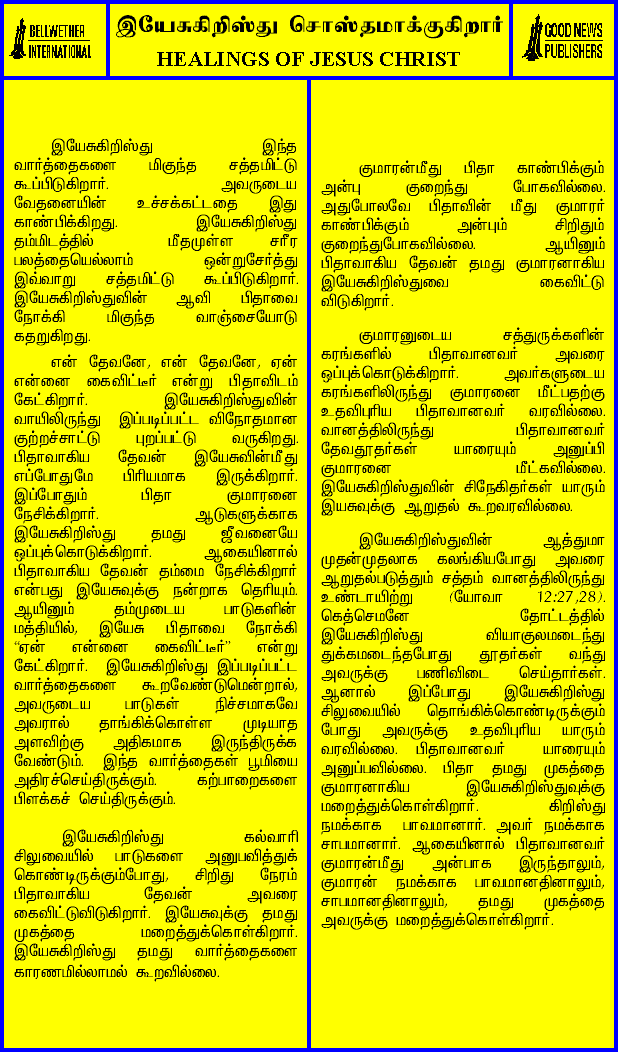 BELLWETHER
INTERNATIONAL
இயேசுகிறிஸ்து சொஸ்தமாக்குகிறார்
HEALINGS OF JESUS CHRIST
GOOD NEWS
PUBLISHERS
இயேசுகிறிஸ்து இந்த
வார்த்தைகளை மிகுந்த சத்தமிட்டு
கூப்பிடுகிறார். அவருடைய
வேதனையின் உச்சக்கட்டதை இது
காண்பிக்கிறது. இயேசுகிறிஸ்து
தம்மிடத்தில் மீதமுள்ள சரீர
பலத்தையெல்லாம் ஒன்றுசேர்த்து
இவ்வாறு சத்தமிட்டு கூப்பிடுகிறார்.
இயேசுகிறிஸ்துவின் ஆவி பிதாவை
நோக்கி மிகுந்த வாஞ்சையோடு
கதறுகிறது.
என் தேவனே, என் தேவனே, ஏன்
என்னை கைவிட்டீர் என்று பிதாவிடம்
கேட்கிறார். இயேசுகிறிஸ்துவின்
வாயிலிருந்து இப்படிப்பட்ட விநோதமான
குற்றச்சாட்டு புறப்பட்டு வருகிறது.
பிதாவாகிய தேவன் இயேசுவின்மீது
எப்போதுமே பிரியமாக இருக்கிறார்.
இப்போதும் பிதா குமாரனை
நேசிக்கிறார். ஆடுகளுக்காக
இயேசுகிறிஸ்து தமது ஜீவனையே
ஒப்புக்கொடுக்கிறார். ஆகையினால்
பிதாவாகிய தேவன் தம்மை நேசிக்கிறார்
என்பது இயேசுவுக்கு நன்றாக தெரியும்.
ஆயினும் தம்முடைய பாடுகளின்
மத்தியில், இயேசு பிதாவை நோக்கி
“ஏன் என்னை கைவிட்டீர்” என்று
கேட்கிறார். இயேசுகிறிஸ்து இப்படிப்பட்ட
வார்த்தைகளை கூறவேண்டுமென்றால்,
அவருடைய பாடுகள் நிச்சமாகவே
அவரால் தாங்கிக்கொள்ள முடியாத
அளவிற்கு அதிகமாக இருந்திருக்க
வேண்டும். இந்த வார்த்தைகள் பூமியை
அதிரச்செய்திருக்கும். கற்பாறைகளை
பிளக்கச் செய்திருக்கும்.
இயேசுகிறிஸ்து கல்வாரி
சிலுவையில் பாடுகளை அனுபவித்துக்
கொண்டிருக்கும்போது, சிறிது நேரம்
பிதாவாகிய தேவன் அவரை
கைவிட்டுவிடுகிறார். இயேசுவுக்கு தமது
முகத்தை மறைத்துக்கொள்கிறார்.
இயேசுகிறிஸ்து தமது வார்த்தைகளை
காரணமில்லாமல் கூறவில்லை.
குமாரன்மீது பிதா காண்பிக்கும்
அன்பு குறைந்து போகவில்லை.
அதுபோலவே பிதாவின் மீது குமாரர்
காண்பிக்கும் அன்பும் சிறிதும்
குறைந்துபோகவில்லை. ஆயினும்
பிதாவாகிய தேவன் தமது குமாரனாகிய
இயேசுகிறிஸ்துவை கைவிட்டு
விடுகிறார்.
குமாரனுடைய சத்துருக்களின்
கரங்களில் பிதாவானவர் அவரை
ஒப்புக்கொடுக்கிறார். அவர்களுடைய
கரங்களிலிருந்து குமாரனை மீட்பதற்கு
உதவிபுரிய பிதாவானவர் வரவில்லை.
வானத்திலிருந்து பிதாவானவர்
தேவதூதர்கள் யாரையும் அனுப்பி
குமாரனை மீட்கவில்லை.
இயேசுகிறிஸ்துவின் சிநேகிதர்கள் யாரும்
இயசுவுக்கு ஆறுதல் கூறவரவில்லை.
இயேசுகிறிஸ்துவின் ஆத்துமா
முதன்முதலாக கலங்கியபோது அவரை
ஆறுதல்படுத்தும் சத்தம் வானத்திலிருந்து
உண்டாயிற்று (யோவா 12:27,28).
கெத்செமனே தோட்டத்தில்
இயேசுகிறிஸ்து வியாகுலமடைந்து
துக்கமடைந்தபோது தூதர்கள் வந்து
அவருக்கு பணிவிடை செய்தார்கள்.
ஆனால் இப்போது இயேசுகிறிஸ்து
சிலுவையில் தொங்கிக்கொண்டிருக்கும்
போது அவருக்கு உதவிபுரிய யாரும்
வரவில்லை. பிதாவானவர் யாரையும்
அனுப்பவில்லை. பிதா தமது முகத்தை
குமாரனாகிய இயேசுகிறிஸ்துவுக்கு
மறைத்துக்கொள்கிறார். கிறிஸ்து
நமக்காக பாவமானார். அவர் நமக்காக
சாபமானார். ஆகையினால் பிதாவானவர்
குமாரன்மீது அன்பாக இருந்தாலும்,
குமாரன் நமக்காக பாவமானதினாலும்,
சாபமானதினாலும், தமது முகத்தை
அவருக்கு மறைத்துக்கொள்கிறார்.